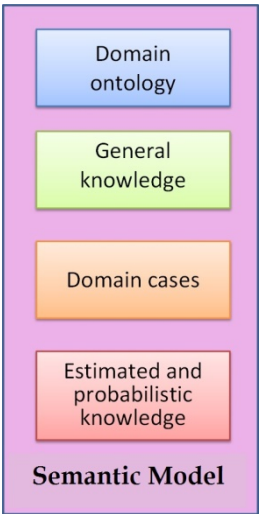 Domain
ontology
General
knowledge
Domain cases
Estimated and
probabilistic
knowledge
Semantic Model